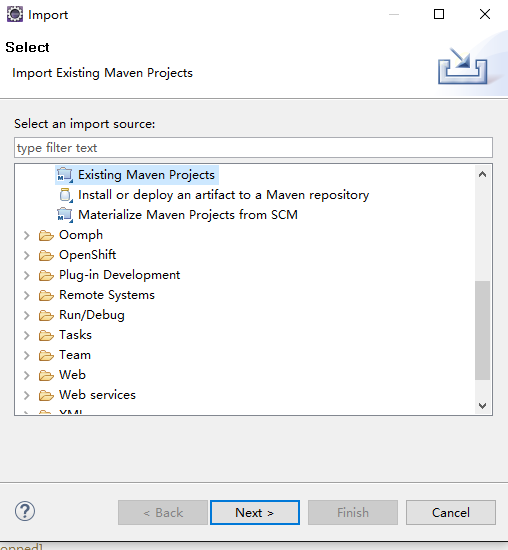 Import
Select
Import Existing Maven Projects
Select an import source:
type filter text
Existing Maven Projects
Install or deploy an artifact to a Maven repository
Materialize Maven Projects from SCM
Oomph
OpenShift
Plug-in Development
Remote Systems
Run/Debug
Tasks
Team
Web
Web services
XML
< Back
Next >
Finish
Cancel
onned]